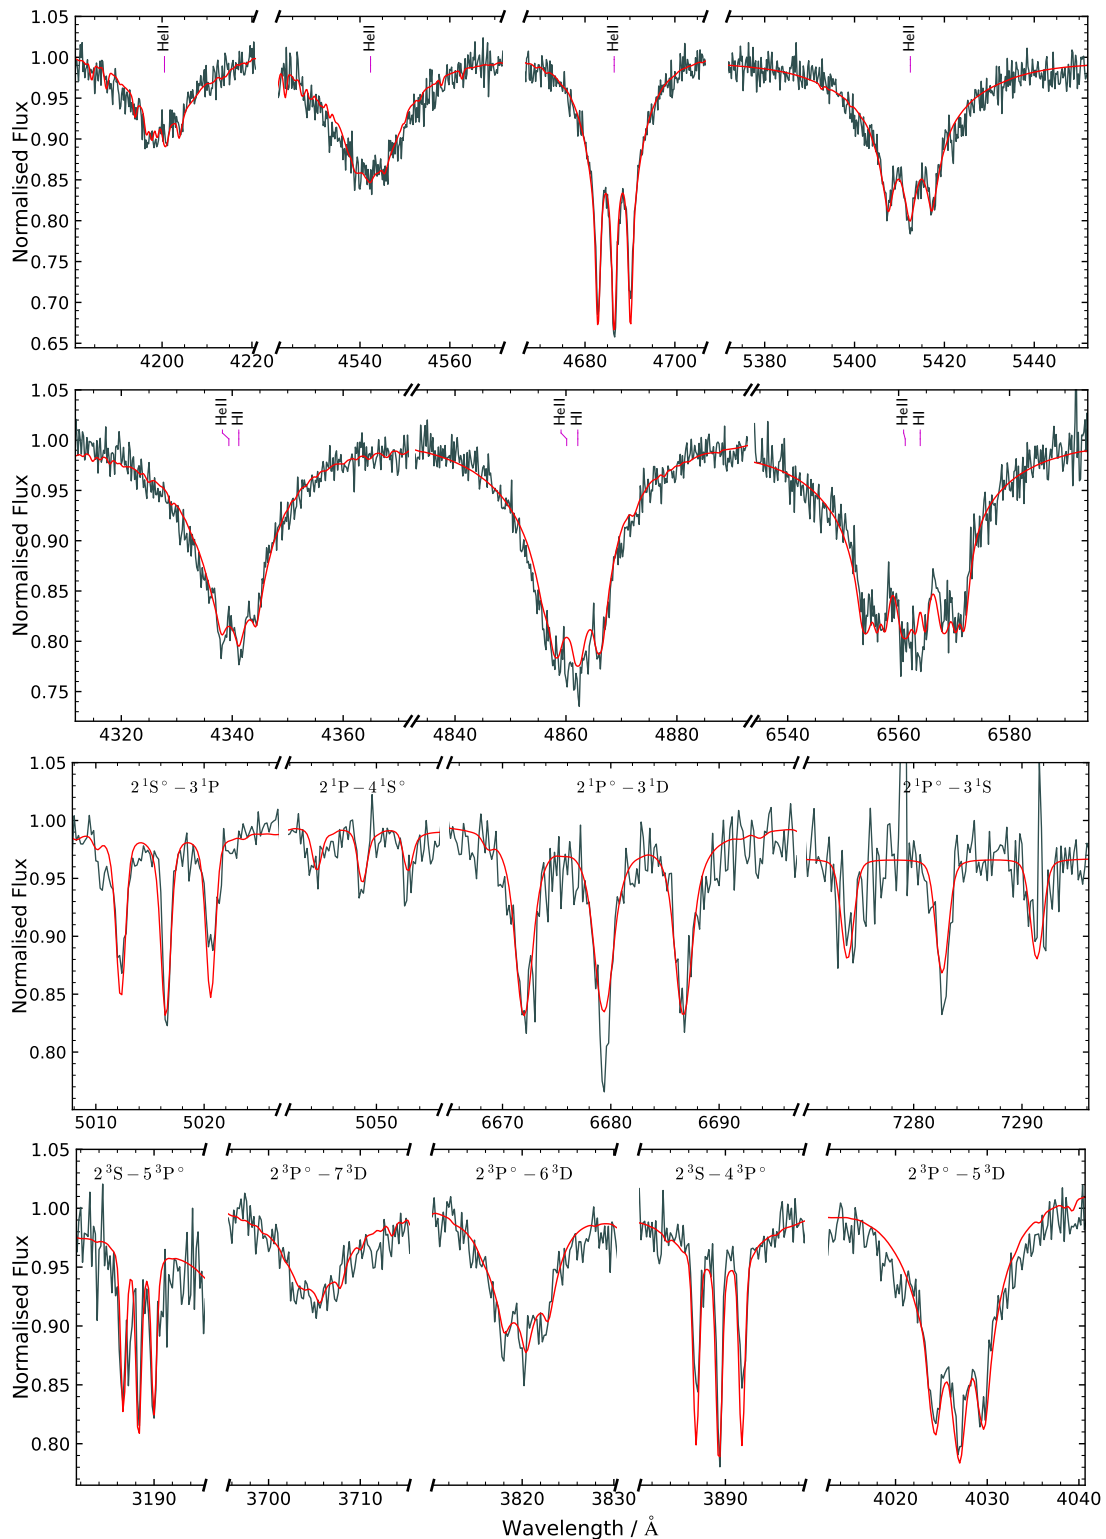 HeII HeII HeII HeII
1.05
1.00
0.95
0.90
0.85
0.80
0.75
0.70
0.65
Normalised Flux
4200 4220 4540 4560 4680 4700 5380 5400 5420 5440
HeII HI HeII HI HeII HI
1.05
1.00
0.95
0.90
0.85
0.80
0.75
Normalised Flux
4320 4340 4360 4840 4860 4880 6540 6560 6580
2¹S° − 3¹P 2¹P − 4¹S° 2¹P° − 3¹D 2¹P° − 3¹S
1.05
1.00
0.95
0.90
0.85
0.80
Normalised Flux
5010 5020 5050 6670 6680 6690 7280 7290
2³S − 5³P° 2³P° − 7³D 2³P° − 6³D 2³S − 4³P° 2³P° − 5³D
1.05
1.00
0.95
0.90
0.85
0.80
Normalised Flux
3190 3700 3710 3820 3830 3890 4020 4030 4040
Wavelength / Å